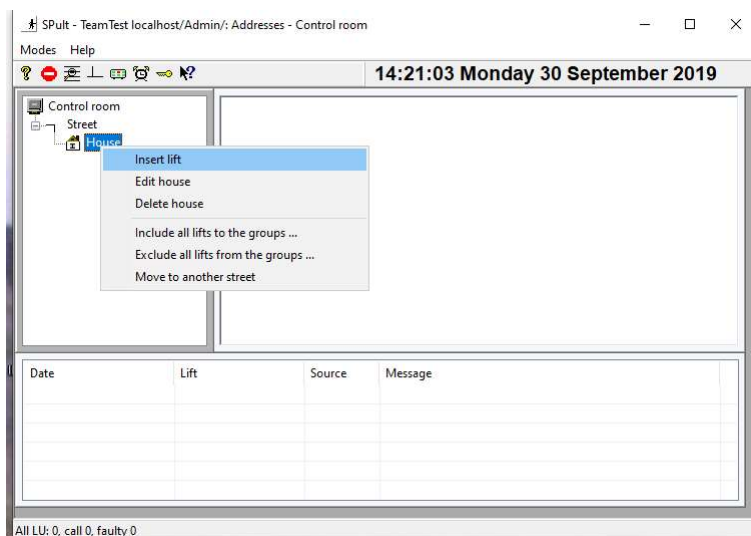 SPult - TeamTest localhost/Admin/: Addresses - Control room
Modes Help
14:21:03 Monday 30 September 2019
Control room
Street
House
Insert lift
Edit house
Delete house
Include all lifts to the groups ...
Exclude all lifts from the groups ...
Move to another street
Date Lift Source Message
All LU: 0, call 0, faulty 0